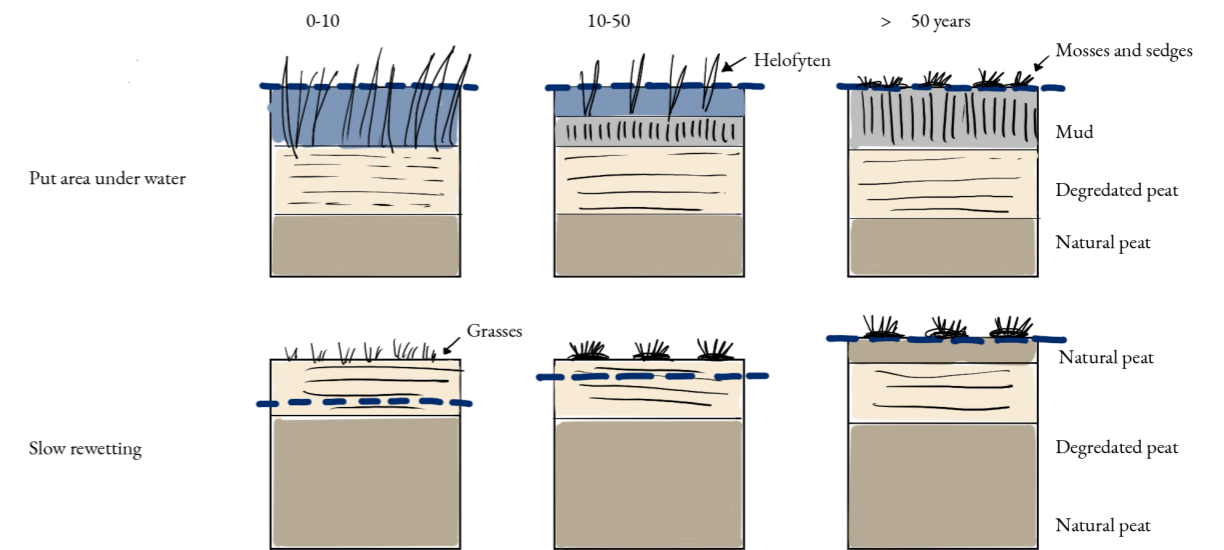 0-10
10-50
> 50 years
Helofyten
Mosses and sedges
Mud
Put area under water
Degredated peat
Natural peat
Grasses
Natural peat
Slow rewetting
Degredated peat
Natural peat